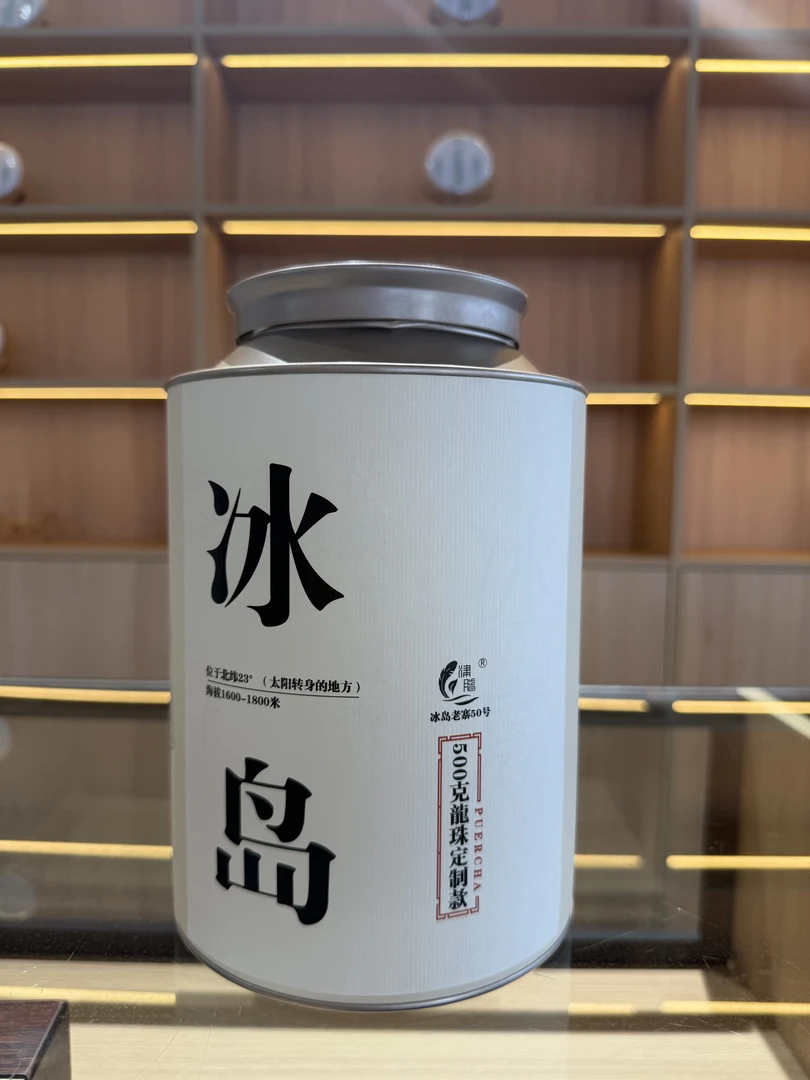 冰岛
位于北纬23°（太阳转身的地方）
海拔1600-1800米
®
冰岛老寨50号
500克龍珠定制款
PUERCHA